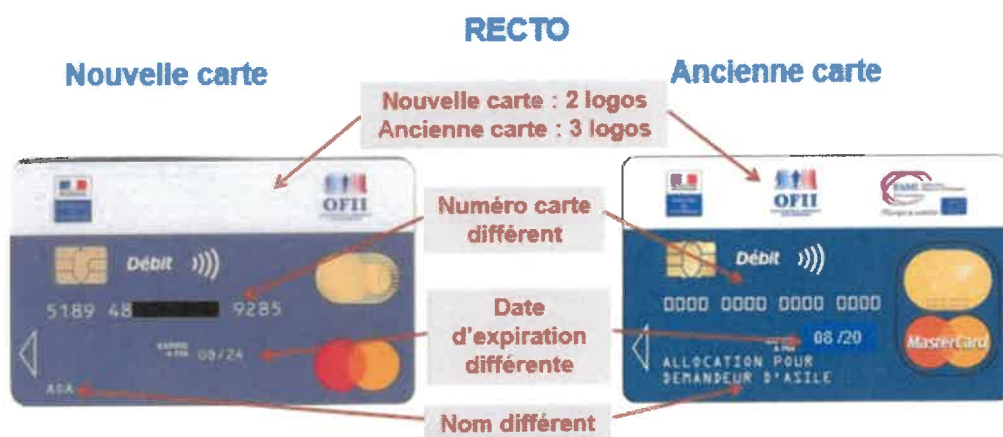 RECTO
Nouvelle carte
Ancienne carte
Nouvelle carte : 2 logos
Ancienne carte : 3 logos
OFII
OFII
FAMI
Numéro carte
différent
Débit
Débit
5189 48
9285
0000 0000 0000 0000
Date
d'expiration
différente
08/24
08 /20
MasterCard
ALLOCATION POUR
DEMANDEUR D'ASILE
ADA
Nom différent